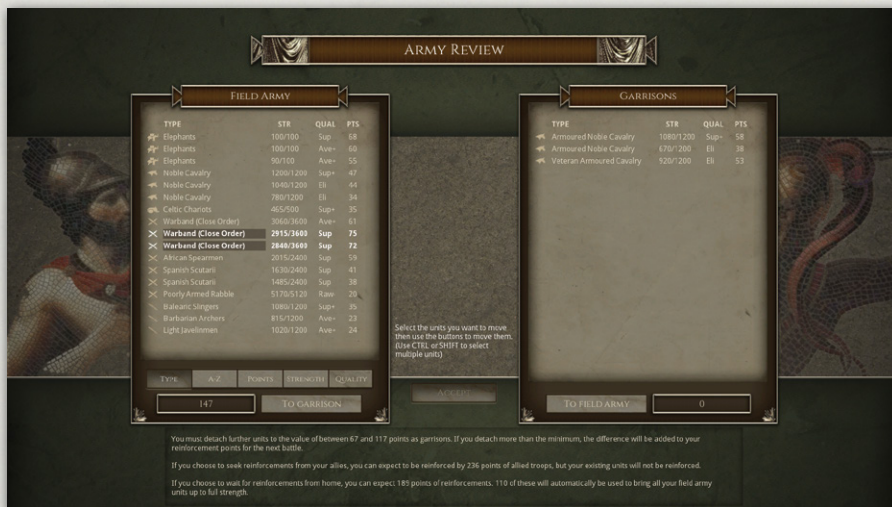 ARMY REVIEW
FIELD ARMY
TYPE STR QUAL PTS
Elephants 100/100 Sup 68
Elephants 100/100 Ave+ 60
Elephants 90/100 Ave+ 55
Noble Cavalry 1200/1200 Sup+ 47
Noble Cavalry 1040/1200 Eli 44
Noble Cavalry 780/1200 Eli 34
Celtic Chariots 465/500 Sup+ 35
Warband (Close Order) 3060/3600 Ave+ 61
Warband (Close Order) 2915/3600 Sup 75
Warband (Close Order) 2840/3600 Sup 72
African Spearmen 2015/2400 Sup 59
Spanish Scutarii 1630/2400 Sup 41
Spanish Scutarii 1485/2400 Sup 38
Poorly Armed Rabble 5170/5120 Raw 20
Balearic Slingers 1080/1200 Sup+ 35
Barbarian Archers 815/1200 Ave+ 23
Light Javelinmen 1020/1200 Ave+ 24
TYPE A-Z POINTS STRENGTH QUALITY
147 TO GARRISON
Select the units you want to move
then use the buttons to move them.
(Use CTRL or SHIFT to select
multiple units)
ACCEPT
GARRISONS
TYPE STR QUAL PTS
Armoured Noble Cavalry 1080/1200 Sup+ 58
Armoured Noble Cavalry 670/1200 Eli 38
Veteran Armoured Cavalry 920/1200 Eli 53
TO FIELD ARMY 0
You must detach further units to the value of between 67 and 117 points as garrisons. If you detach more than the minimum, the difference will be added to your
reinforcement points for the next battle.
If you choose to seek reinforcements from your allies, you can expect to be reinforced by 236 points of allied troops, but your existing units will not be reinforced.
If you choose to wait for reinforcements from home, you can expect 185 points of reinforcements. 110 of these will automatically be used to bring all your field army
units up to full strength.